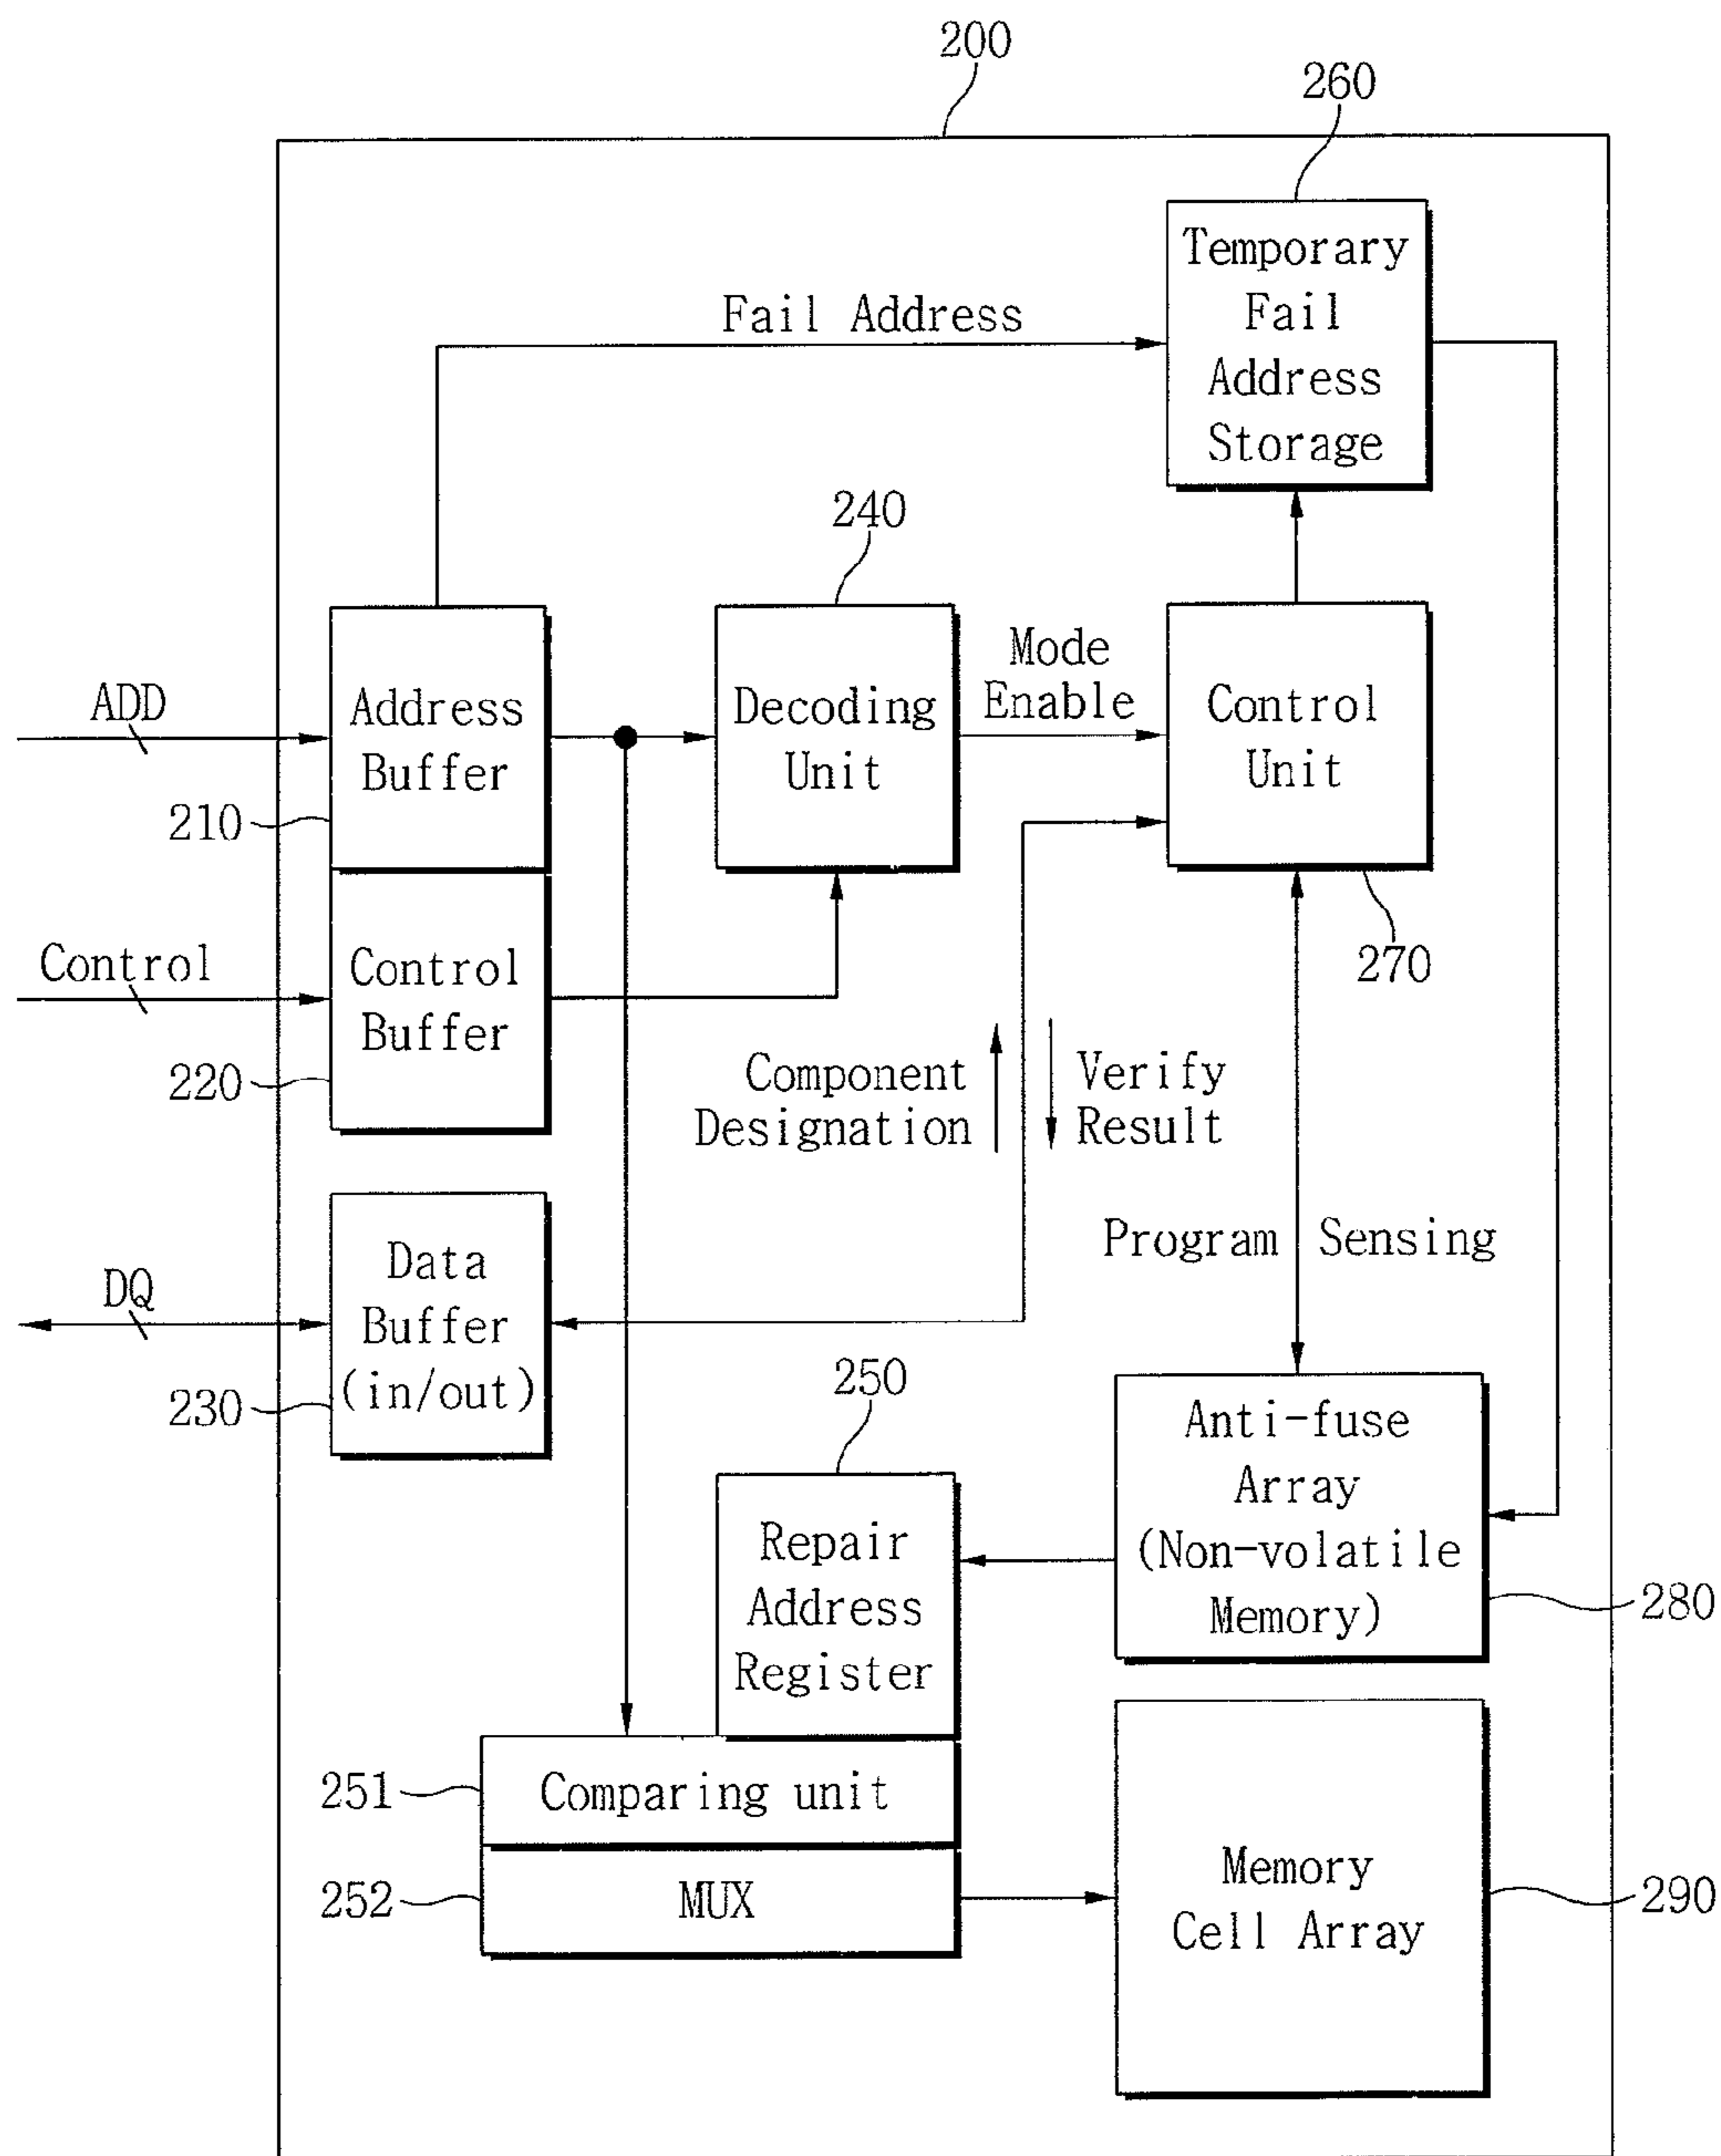 200
260
Temporary
Fail
Address
Storage
Fail Address
240
Address
Buffer
Decoding
Unit
Mode
Enable
Control
Unit
ADD
210
Control
Control
Buffer
220
270
Component
Designation
Verify
Result
Program
Sensing
DQ
Data
Buffer
(in/out)
230
250
Anti-fuse
Array
(Non-volatile
Memory)
280
Repair
Address
Register
251
Comparing unit
252
MUX
Memory
Cell Array
290